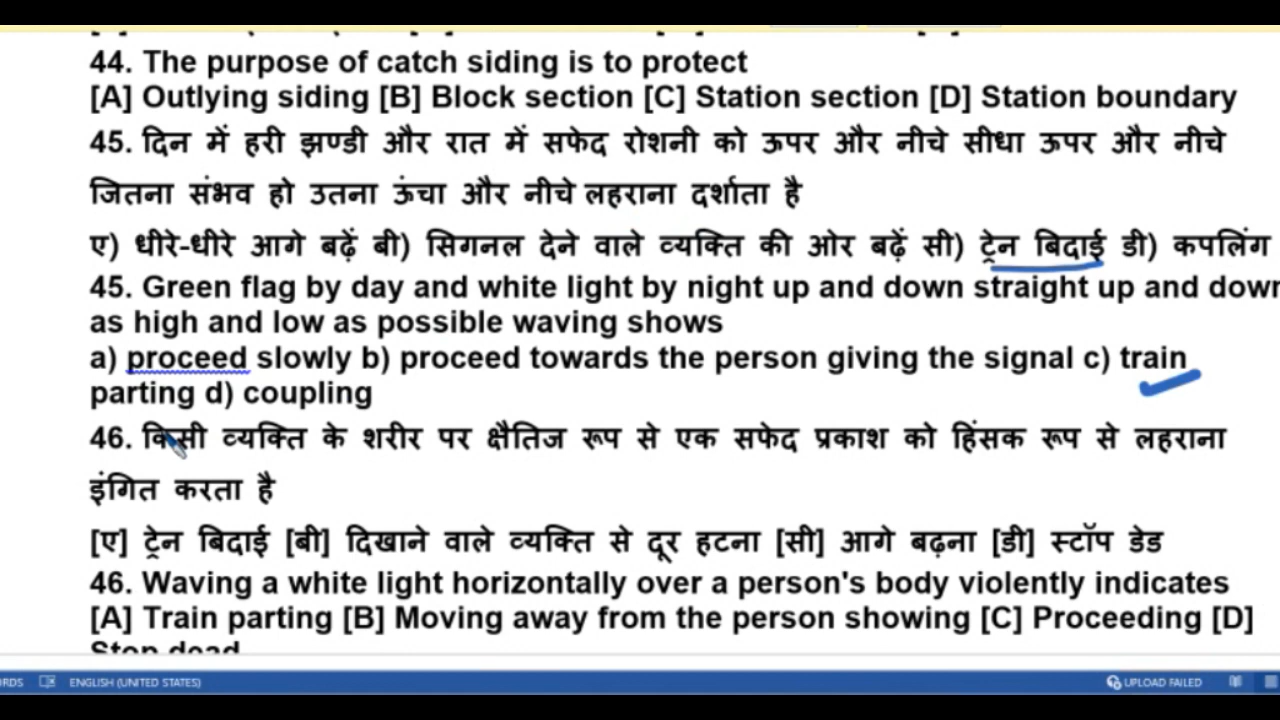 44. The purpose of catch siding is to protect
[A] Outlying siding [B] Block section [C] Station section [D] Station boundary
45. दिन में हरी झण्डी और रात में सफेद रोशनी को ऊपर और नीचे सीधा ऊपर और नीचे
जितना संभव हो उतना ऊंचा और नीचे लहराना दर्शाता है
ए) धीरे-धीरे आगे बढ़ें बी) सिगनल देने वाले व्यक्ति की ओर बढ़ें सी) ट्रेन बिदाई डी) कपलिंग
45. Green flag by day and white light by night up and down straight up and down
as high and low as possible waving shows
a) proceed slowly b) proceed towards the person giving the signal c) train
parting d) coupling
46. किसी व्यक्ति के शरीर पर क्षैतिज रूप से एक सफेद प्रकाश को हिंसक रूप से लहराना
इंगित करता है
[ए] ट्रेन बिदाई [बी] दिखाने वाले व्यक्ति से दूर हटना [सी] आगे बढ़ना [डी] स्टॉप डेड
46. Waving a white light horizontally over a person's body violently indicates
[A] Train parting [B] Moving away from the person showing [C] Proceeding [D]
Stop dead
ENGLISH (UNITED STATES) UPLOAD FAILED